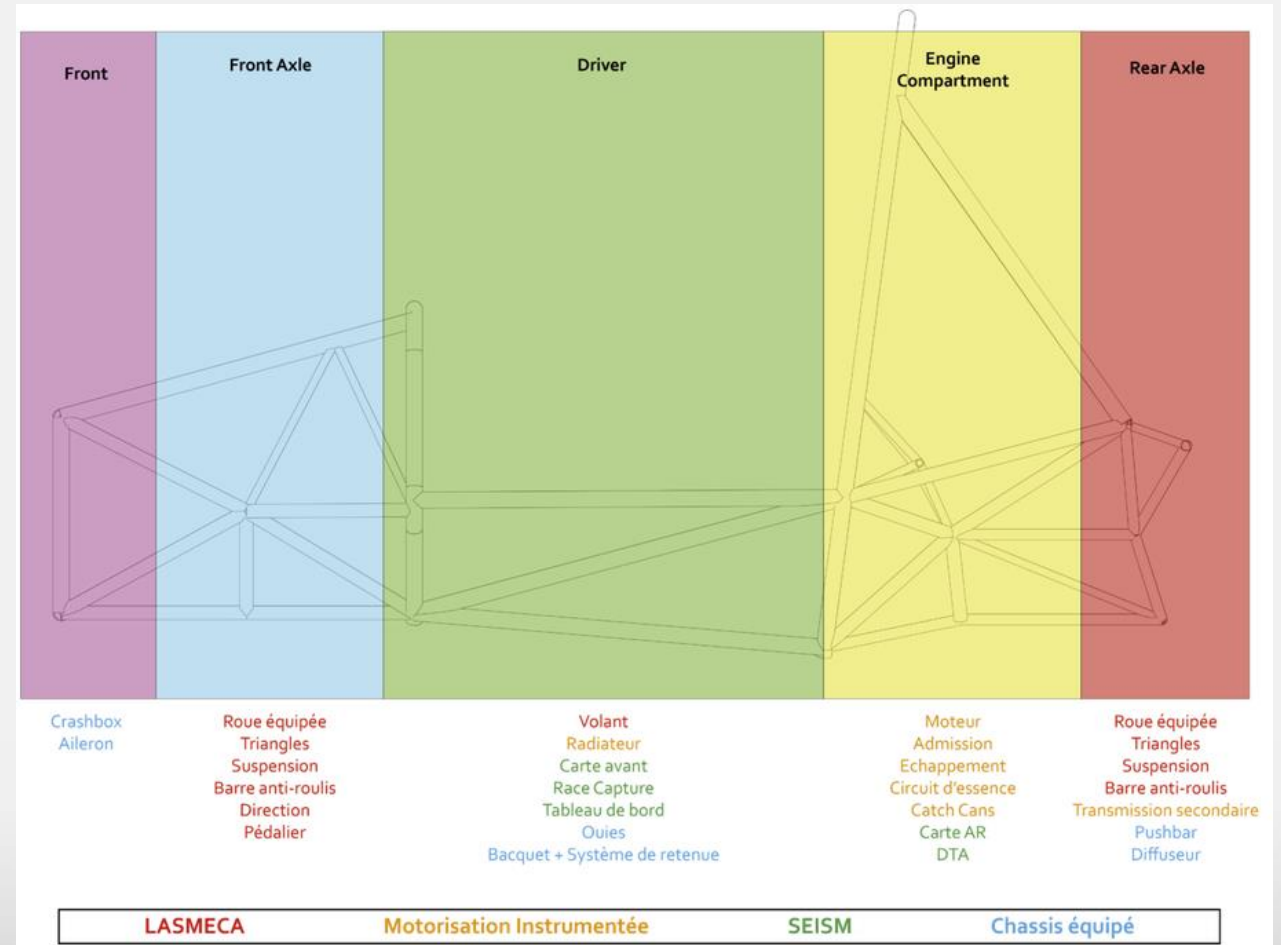 Front
Front Axle
Driver
Engine
Compartment
Rear Axle
Crashbox
Aileron
Roue équipée
Triangles
Suspension
Barre anti-roulis
Direction
Pédalier
Volant
Radiateur
Carte avant
Race Capture
Tableau de bord
Ouies
Bacquet + Système de retenue
Moteur
Admission
Echappement
Circuit d'essence
Catch Cans
Carte AR
DTA
Roue équipée
Triangles
Suspension
Barre anti-roulis
Transmission secondaire
Pushbar
Diffuseur
LASMECA Motorisation Instrumentée SEISM Chassis équipé